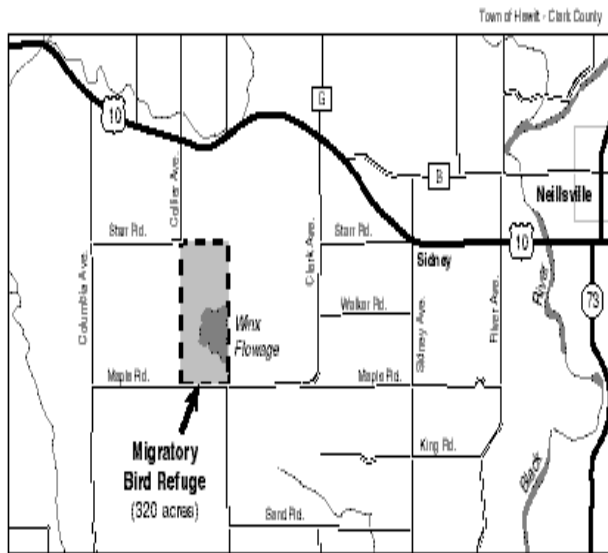 Town of Hewitt - Clark County
G
10
Collier Ave.
B
Neillsville
Starr Rd.
Clark Ave.
Starr Rd.
Sidney
10
Columbia Ave.
Sidney Ave.
River Ave.
River
73
Walker Rd.
Winx
Flowage
Maple Rd.
Maple Rd.
Migratory
Bird Refuge
(320 acres)
King Rd.
Black
Sand Rd.